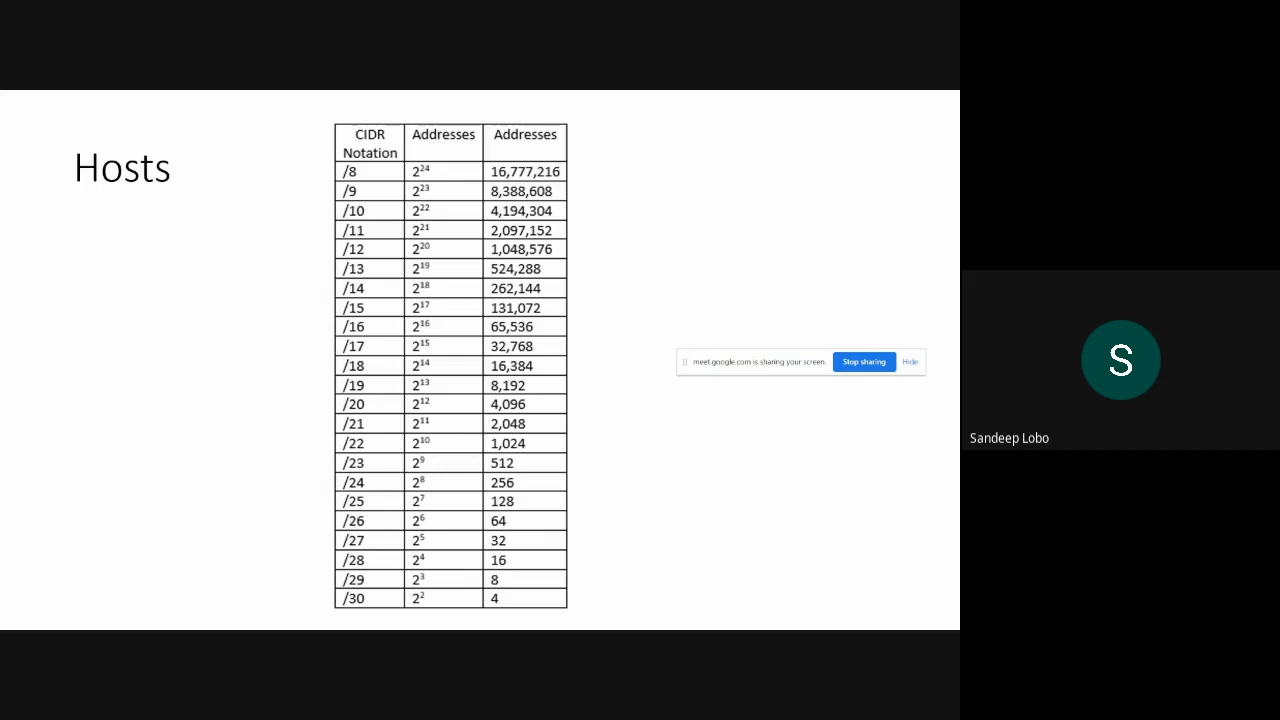 Hosts
CIDR Notation Addresses Addresses
/8 2²⁴ 16,777,216
/9 2²³ 8,388,608
/10 2²² 4,194,304
/11 2²¹ 2,097,152
/12 2²⁰ 1,048,576
/13 2¹⁹ 524,288
/14 2¹⁸ 262,144
/15 2¹⁷ 131,072
/16 2¹⁶ 65,536
/17 2¹⁵ 32,768
/18 2¹⁴ 16,384
/19 2¹³ 8,192
/20 2¹² 4,096
/21 2¹¹ 2,048
/22 2¹⁰ 1,024
/23 2⁹ 512
/24 2⁸ 256
/25 2⁷ 128
/26 2⁶ 64
/27 2⁵ 32
/28 2⁴ 16
/29 2³ 8
/30 2² 4
meet.google.com is sharing your screen. Stop sharing Hide
S
Sandeep Lobo